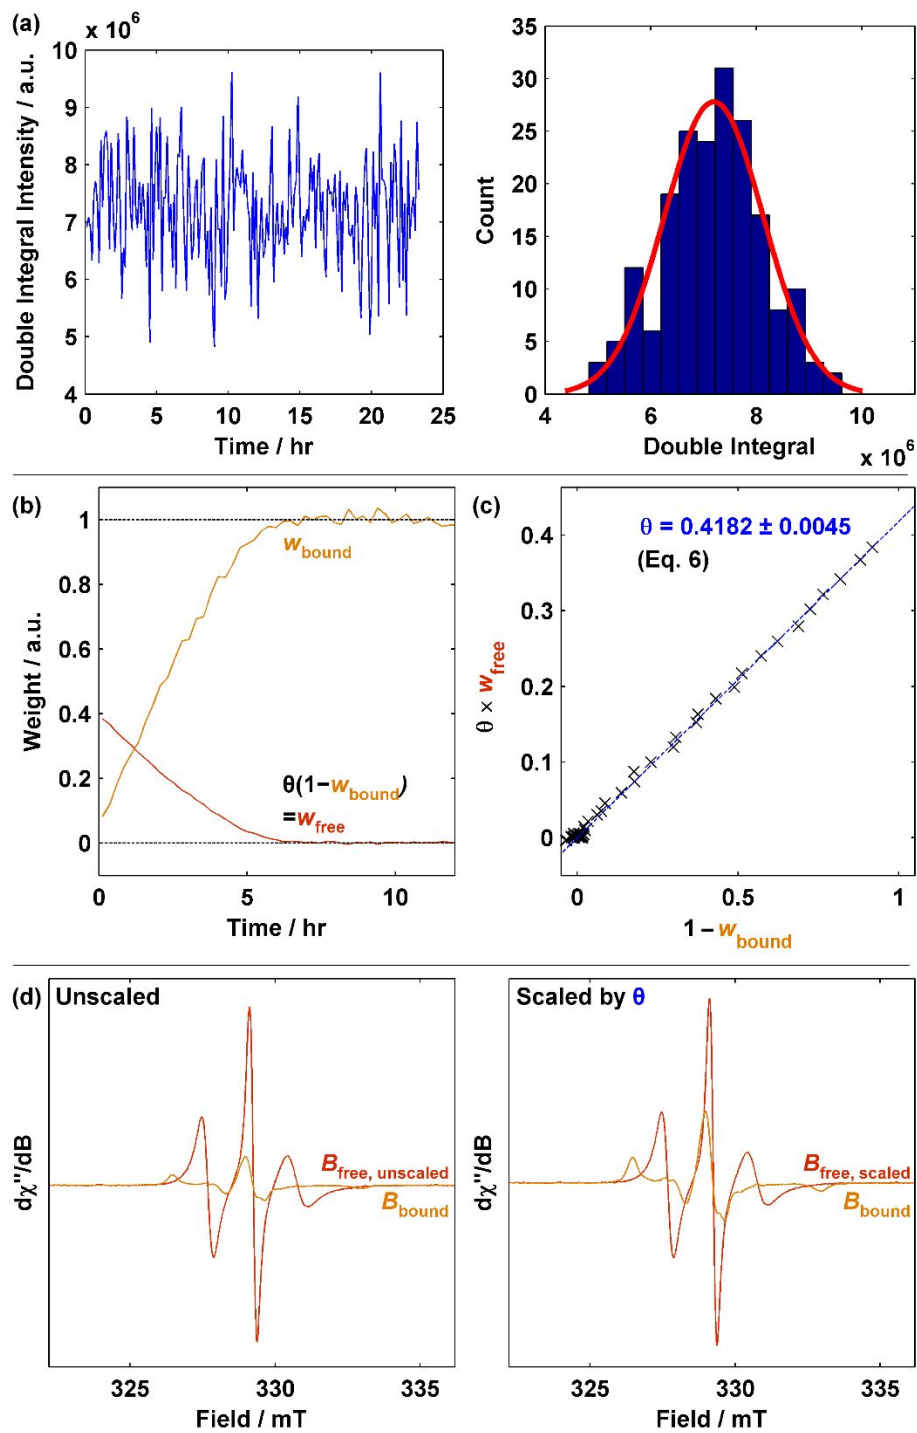 (a)
× 10⁶
Double Integral Intensity / a.u.
10
9
8
7
6
5
4
0 5 10 15 20 25
Time / hr
Count
35
30
25
20
15
10
5
0
4 6 8 10
Double Integral
x 10⁶
(b)
Weight / a.u.
1
0.8
0.6
0.4
0.2
0
w_bound
θ(1−w_bound)
=w_free
0 5 10
Time / hr
(c)
θ = 0.4182 ± 0.0045
(Eq. 6)
θ × w_free
0.4
0.3
0.2
0.1
0
0 0.5 1
1 − w_bound
(d) Unscaled
dχ''/dB
B_free, unscaled
B_bound
325 330 335
Field / mT
Scaled by θ
dχ''/dB
B_free, scaled
B_bound
325 330 335
Field / mT